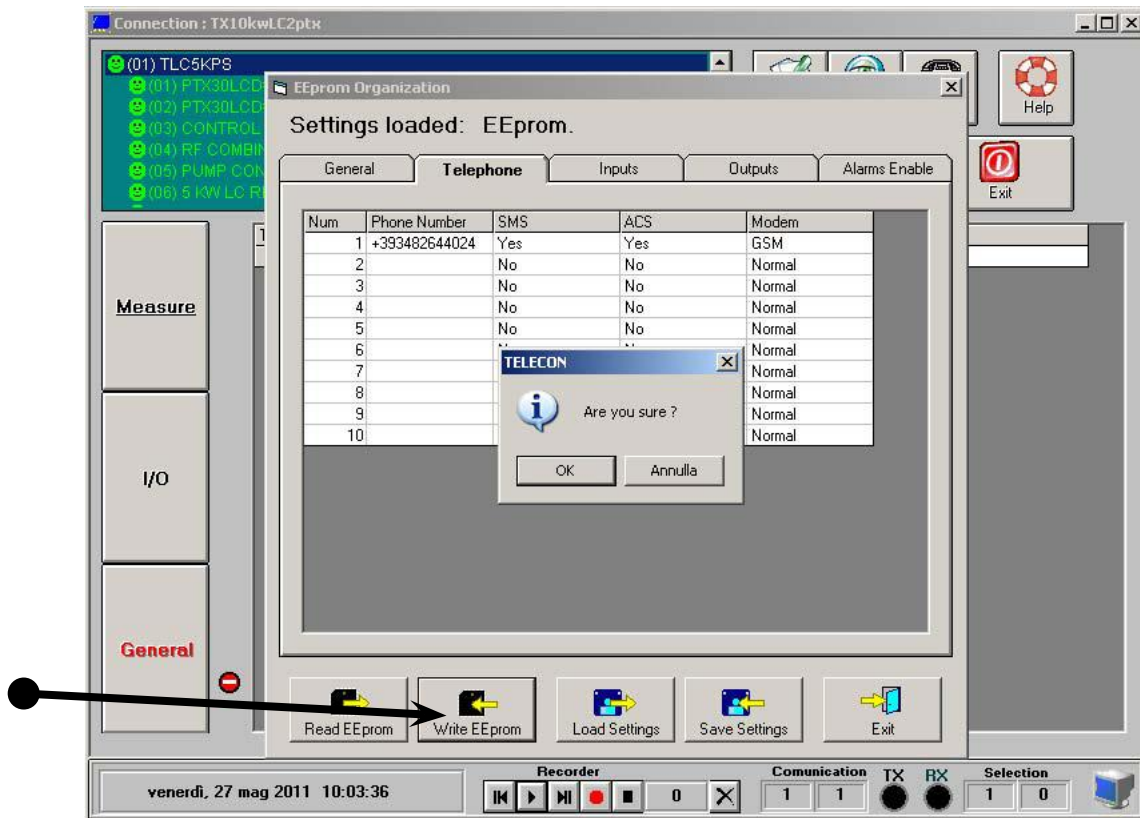 Connection : TX10kwLC2ptx
(01) TLC5KPS
(01) PTX30LCD
(02) PTX30LCD
(03) CONTROL
(04) RF COMBIN
(05) PUMP CON
(06) 5 KW LC
Help
Exit
EEprom Organization
Settings loaded: EEprom.
General Telephone Inputs Outputs Alarms Enable
Num Phone Number SMS ACS Modem
1 +393482644024 Yes Yes GSM
2 No No Normal
3 No No Normal
4 No No Normal
5 No No Normal
6 Normal
7 Normal
8 Normal
9 Normal
10 Normal
TELECON
Are you sure ?
OK Annulla
Measure
I/O
General
Read EEprom Write EEprom Load Settings Save Settings Exit
venerdì, 27 mag 2011 10:03:36
Recorder
0
Comunication
1 1
TX RX
Selection
1 0